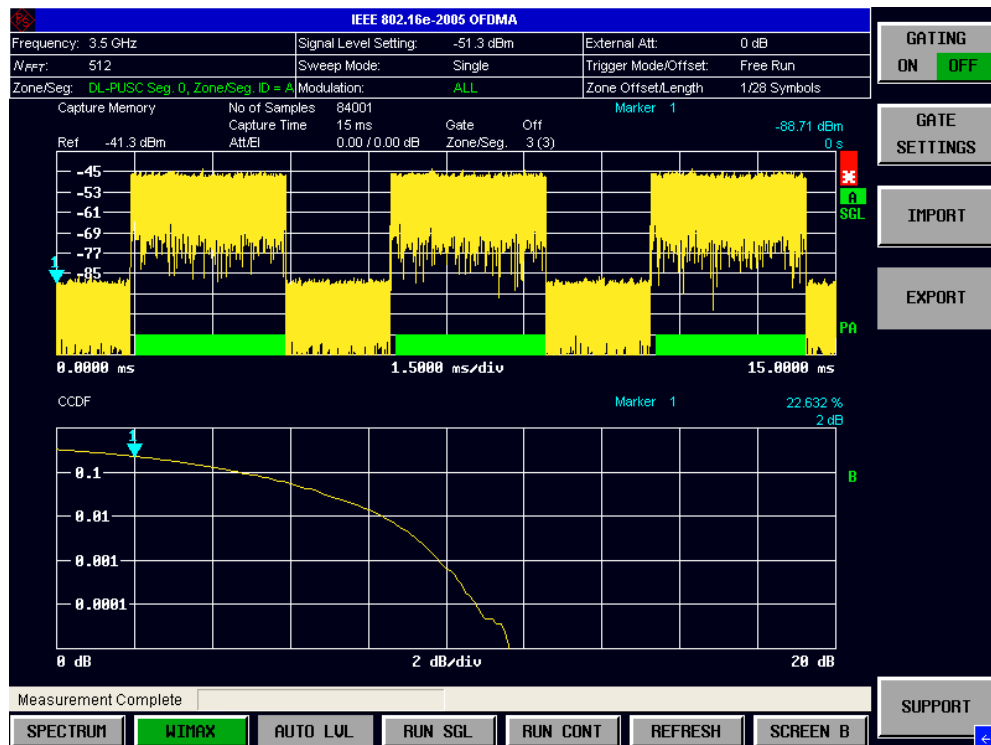 IEEE 802.16e-2005 OFDMA
Frequency: 3.5 GHz Signal Level Setting: -51.3 dBm External Att: 0 dB
NFFT: 512 Sweep Mode: Single Trigger Mode/Offset: Free Run
Zone/Seg: DL-PUSC Seg. 0, Zone/Seg. ID = A Modulation: ALL Zone Offset/Length 1/28 Symbols
Capture Memory No of Samples 84001 Marker 1
Capture Time 15 ms Gate Off -88.71 dBm
Ref -41.3 dBm Att/El 0.00 / 0.00 dB Zone/Seg. 3 (3) 0 s
-45
-53
-61
-69
-77
-85
1
A
SGL
PA
0.0000 ms 1.5000 ms/div 15.0000 ms
CCDF Marker 1 22.632 %
2 dB
1
0.1
0.01
0.001
0.0001
B
0 dB 2 dB/div 20 dB
Measurement Complete
SPECTRUM WIMAX AUTO LVL RUN SGL RUN CONT REFRESH SCREEN B
GATING
ON OFF
GATE
SETTINGS
IMPORT
EXPORT
SUPPORT